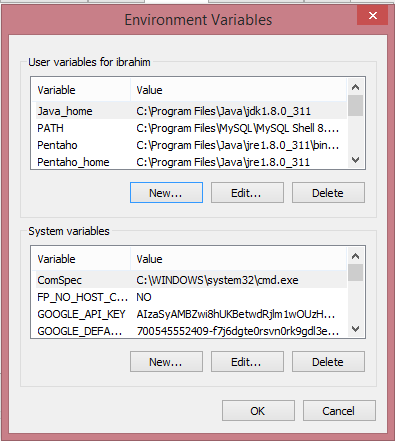 Environment Variables
User variables for ibrahim
Variable Value
Java_home C:\Program Files\Java\jdk1.8.0_311
PATH C:\Program Files\MySQL\MySQL Shell 8....
Pentaho C:\Program Files\Java\jre1.8.0_311\bin...
Pentaho_home C:\Program Files\Java\jre1.8.0_311
New... Edit... Delete
System variables
Variable Value
ComSpec C:\WINDOWS\system32\cmd.exe
FP_NO_HOST_C... NO
GOOGLE_API_KEY AIzaSyAMBZwi8hUKBetwdRjlm1wOUzH...
GOOGLE_DEFA... 700545552409-f7j6dgte0rsvn0rk9gdl3e...
New... Edit... Delete
OK Cancel